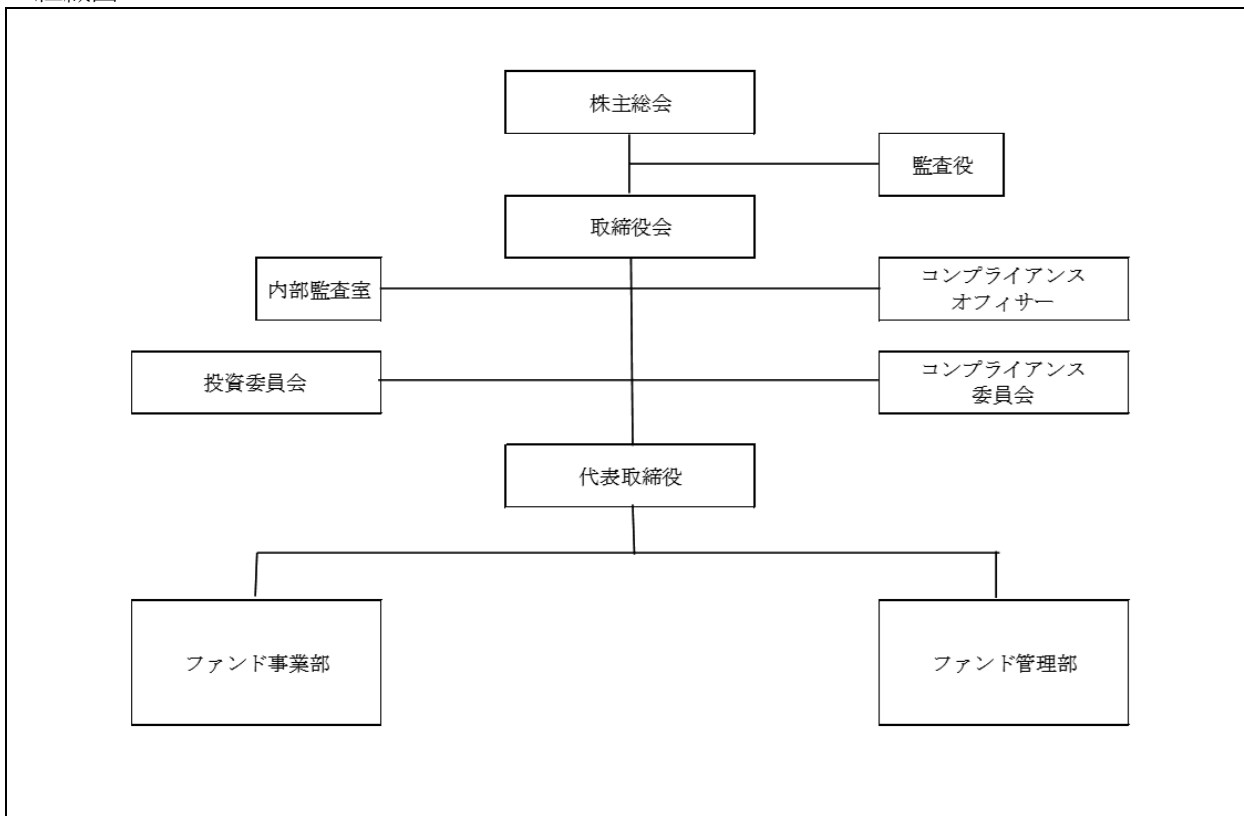 株主総会
監査役
取締役会
内部監査室
コンプライアンス
オフィサー
投資委員会
コンプライアンス
委員会
代表取締役
ファンド事業部
ファンド管理部